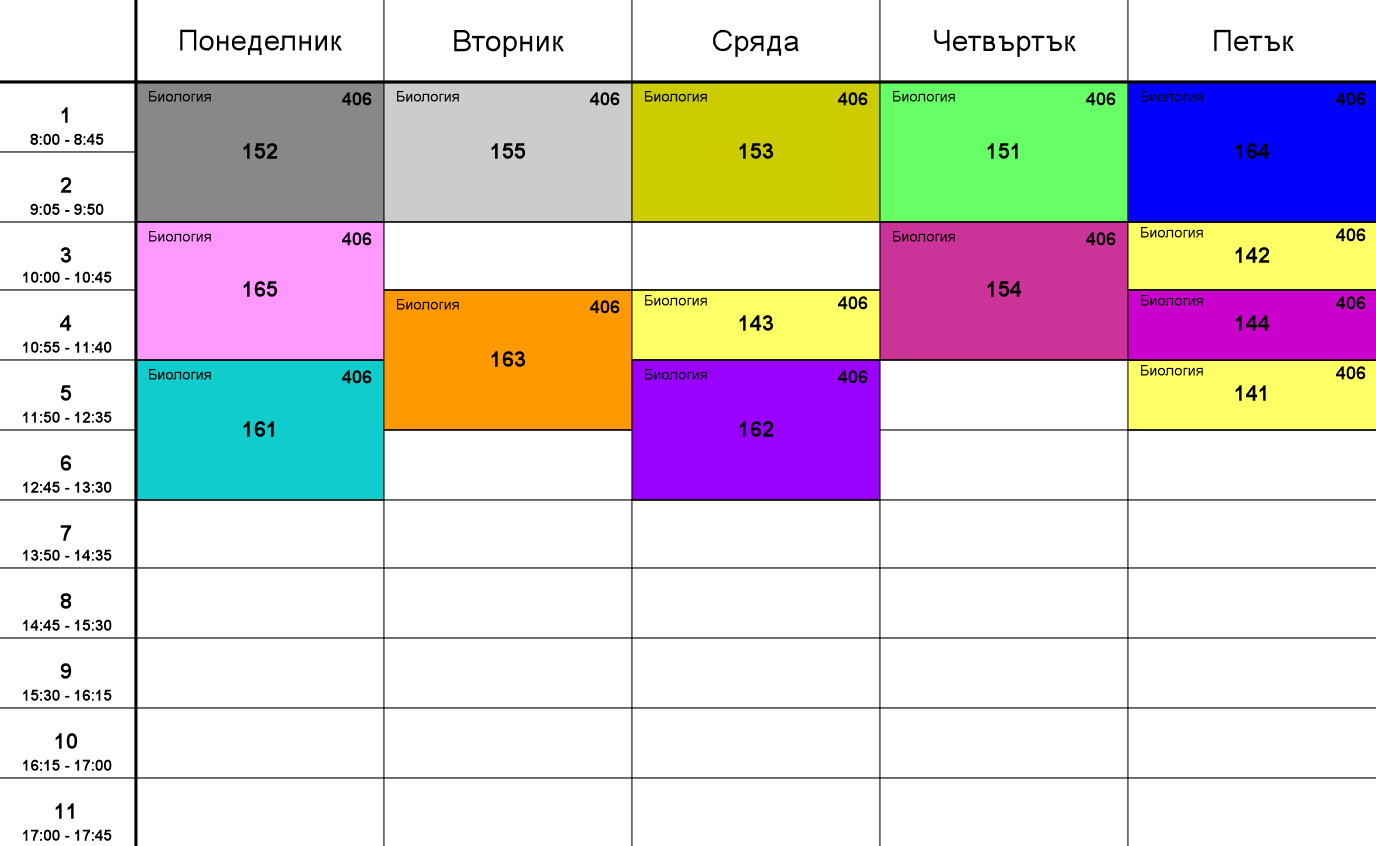 Понеделник Вторник Сряда Четвъртък Петък
1
8:00 - 8:45
Биология 406 Биология 406 Биология 406 Биология 406 Биология 406
152 155 153 151 164
2
9:05 - 9:50
3
10:00 - 10:45
Биология 406 Биология 406 Биология 406
165 154 142
4
10:55 - 11:40
Биология 406 Биология 406 Биология 406
163 143 144
5
11:50 - 12:35
Биология 406 Биология 406 Биология 406
161 162 141
6
12:45 - 13:30
7
13:50 - 14:35
8
14:45 - 15:30
9
15:30 - 16:15
10
16:15 - 17:00
11
17:00 - 17:45